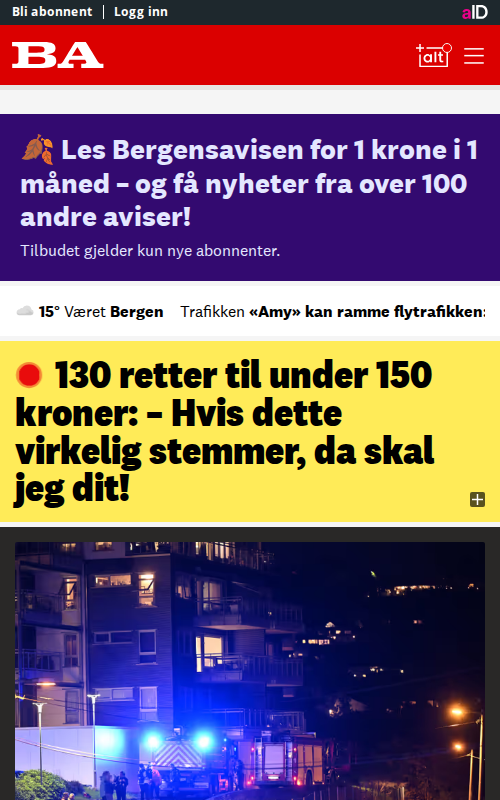 Bli abonnent | Logg inn
aID
BA
alt
Les Bergensavisen for 1 krone i 1
måned – og få nyheter fra over 100
andre aviser!
Tilbudet gjelder kun nye abonnenter.
15° Været Bergen Trafikken «Amy» kan ramme flytrafikken:
130 retter til under 150
kroner: – Hvis dette
virkelig stemmer, da skal
jeg dit!